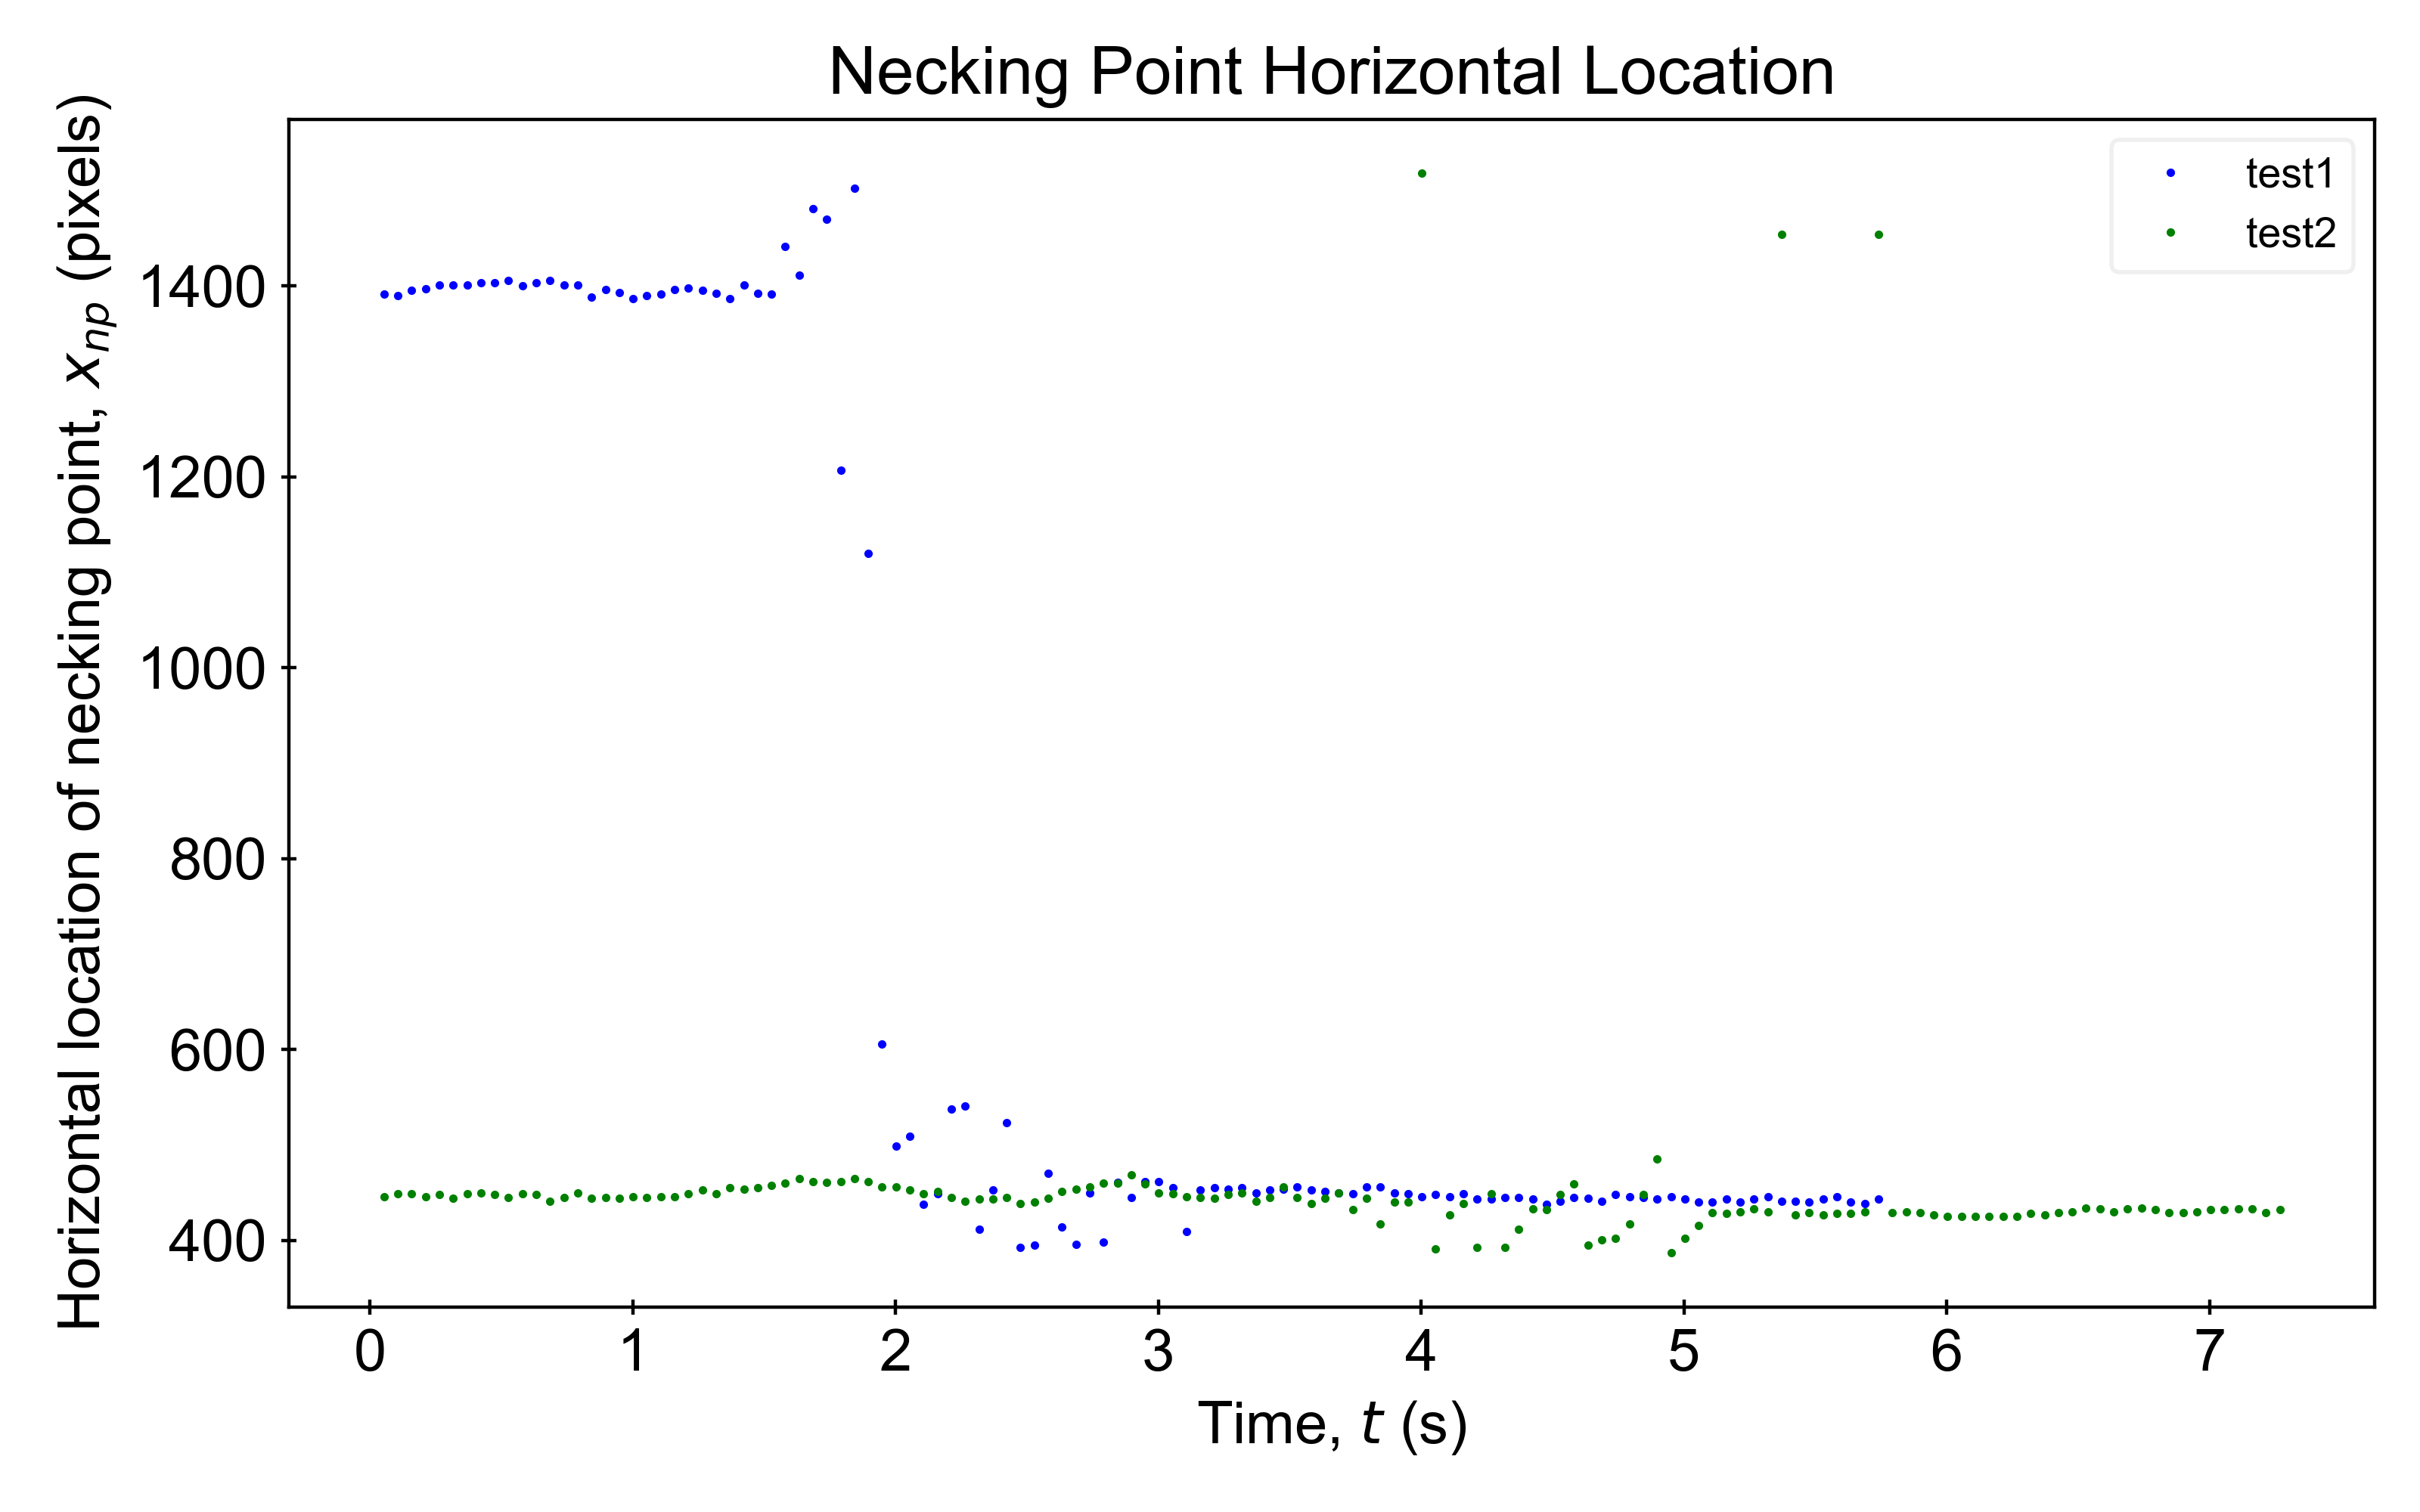 Necking Point Horizontal Location
Horizontal location of necking point, x_np (pixels)
1400
1200
1000
800
600
400
test1
test2
0 1 2 3 4 5 6 7
Time, t (s)